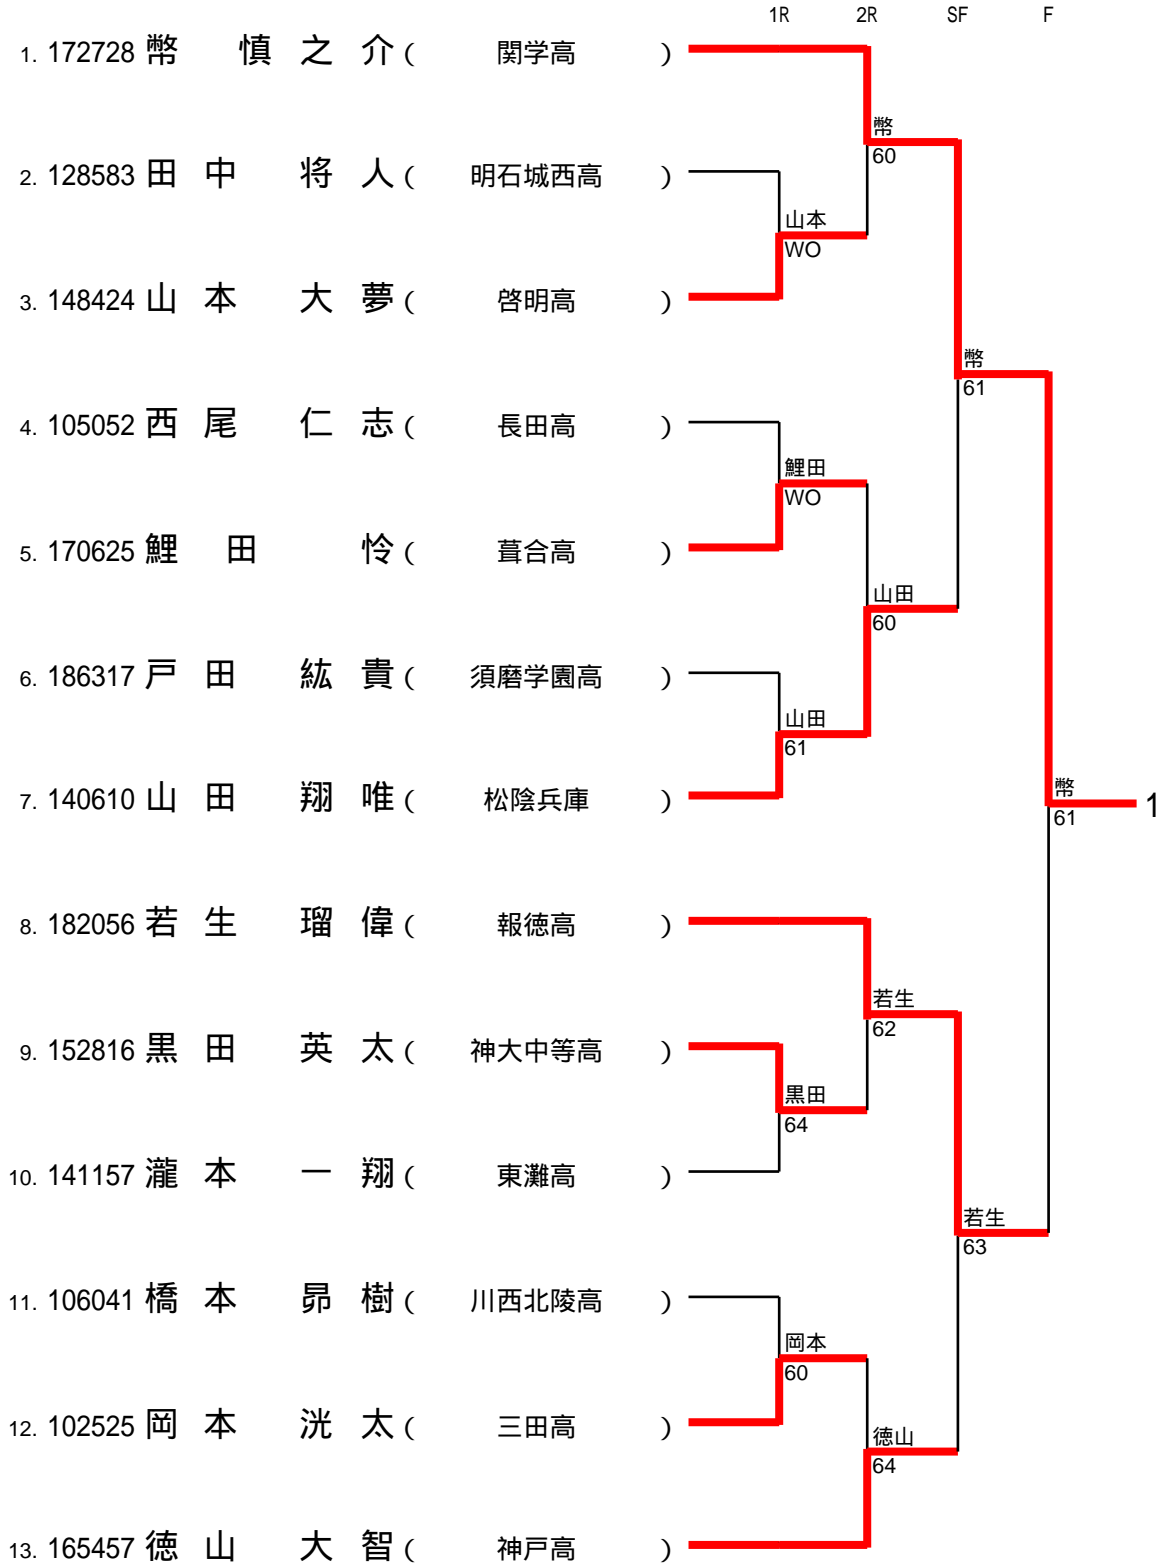 1R 2R SF F
1. 172728 幣 慎之介 ( 関学高 )
幣
60
2. 128583 田中 将人 ( 明石城西高 )
山本
WO
3. 148424 山本 大夢 ( 啓明高 )
幣
61
4. 105052 西尾 仁志 ( 長田高 )
鯉田
WO
5. 170625 鯉田 怜 ( 葺合高 )
山田
60
6. 186317 戸田 紘貴 ( 須磨学園高 )
山田
61
7. 140610 山田 翔唯 ( 松陰兵庫 )
幣
61
1
8. 182056 若生 瑠偉 ( 報徳高 )
若生
62
9. 152816 黒田 英太 ( 神大中等高 )
黒田
64
10. 141157 瀧本 一翔 ( 東灘高 )
若生
63
11. 106041 橋本 昴樹 ( 川西北陵高 )
岡本
60
12. 102525 岡本 洸太 ( 三田高 )
徳山
64
13. 165457 徳山 大智 ( 神戸高 )